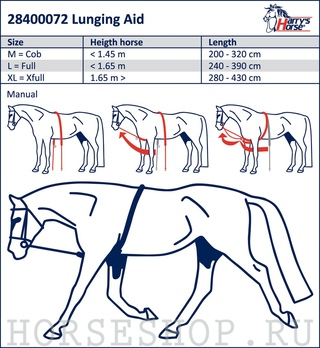 28400072 Lunging Aid
Harry's Horse
Size Heigth horse Length
M = Cob < 1.45 m 200 - 320 cm
L = Full < 1.65 m 240 - 390 cm
XL = Xfull 1.65 m > 280 - 430 cm
Manual
HORSESHOP.RU